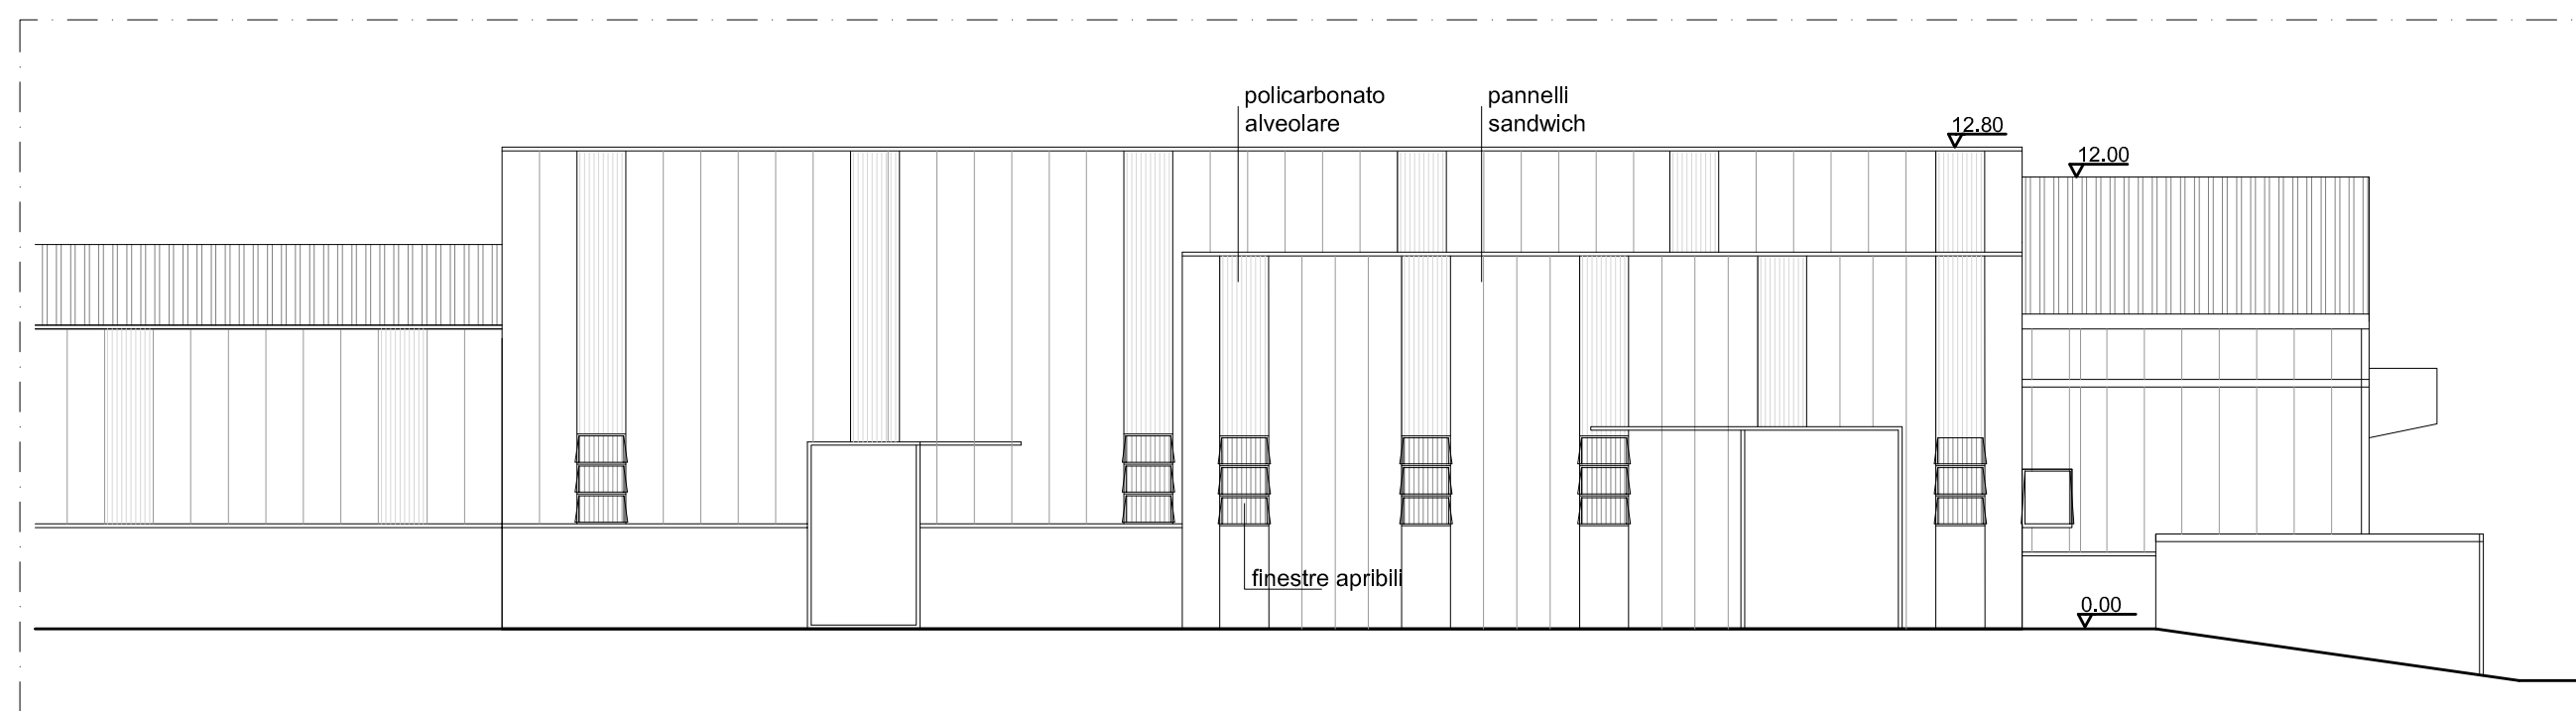 policarbonato
alveolare
pannelli
sandwich
12.80
12.00
finestre apribili
0.00